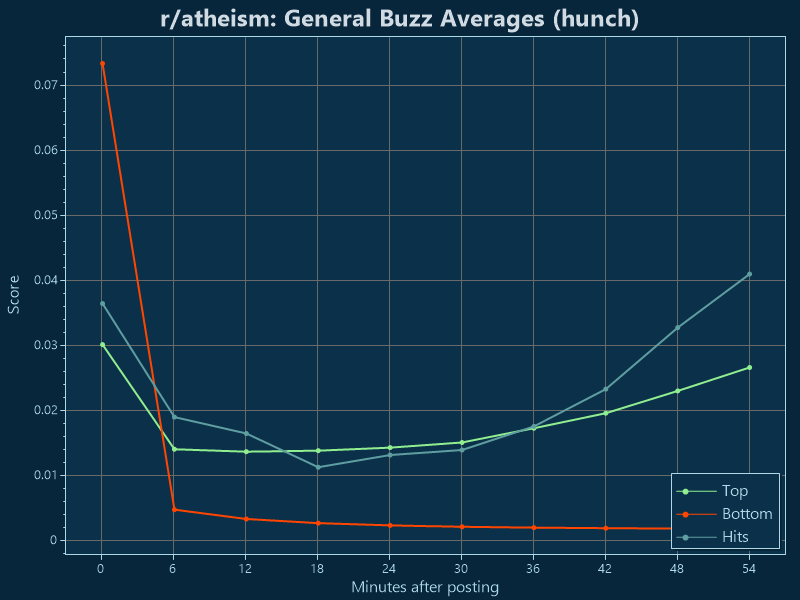 r/atheism: General Buzz Averages (hunch)
0.07
0.06
0.05
0.04
0.03
0.02
0.01
0
Score
Top
Bottom
Hits
0 6 12 18 24 30 36 42 48 54
Minutes after posting